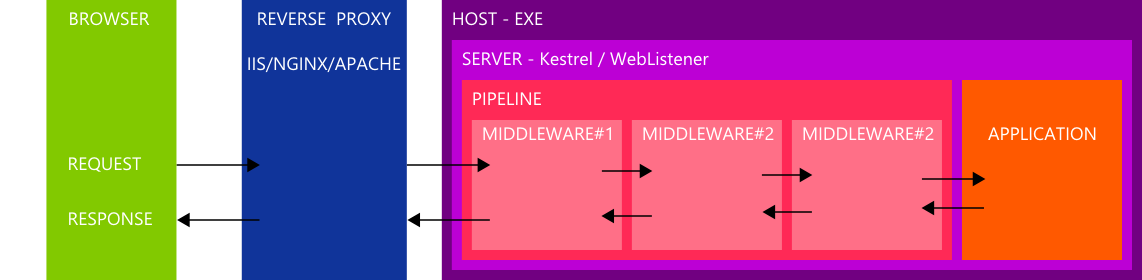 BROWSER
REVERSE PROXY
HOST - EXE
IIS/NGINX/APACHE
SERVER - Kestrel / WebListener
PIPELINE
MIDDLEWARE#1
MIDDLEWARE#2
MIDDLEWARE#2
APPLICATION
REQUEST
RESPONSE